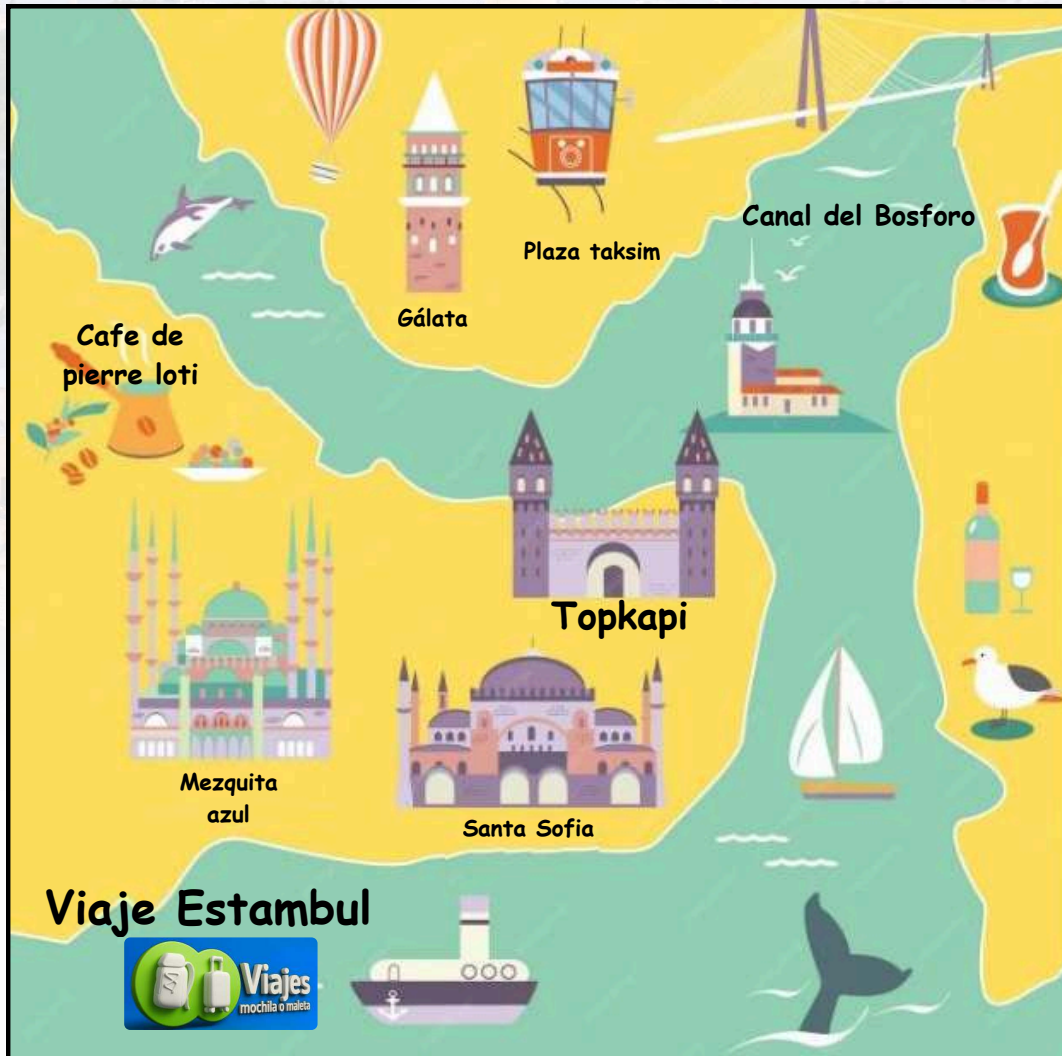 Canal del Bosforo
Plaza taksim
Gálata
Cafe de
pierre loti
Topkapi
Mezquita
azul
Santa Sofia
Viaje Estambul
Viajes
mochila o maleta